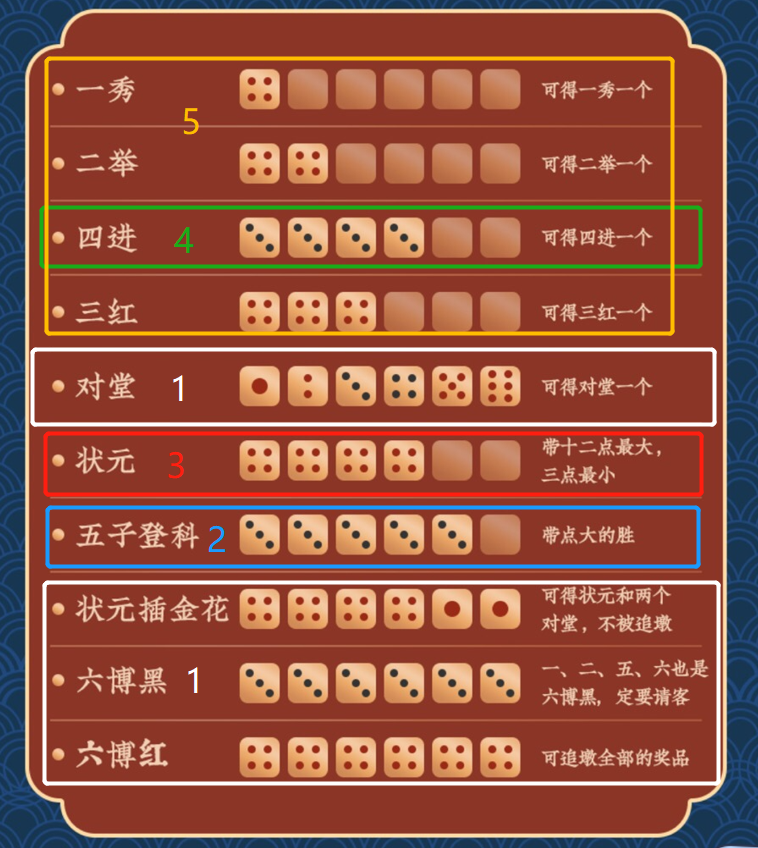 一秀
可得一秀一个
5
二举
可得二举一个
四进
4
可得四进一个
三红
可得三红一个
对堂
1
可得对堂一个
状元
3
带十二点最大，
三点最小
五子登科
2
带点大的胜
状元插金花
可得状元和两个
对堂，不被追墩
六博黑
1
一、二、五、六也是
六博黑，定要请客
六博红
可追墩全部的奖品